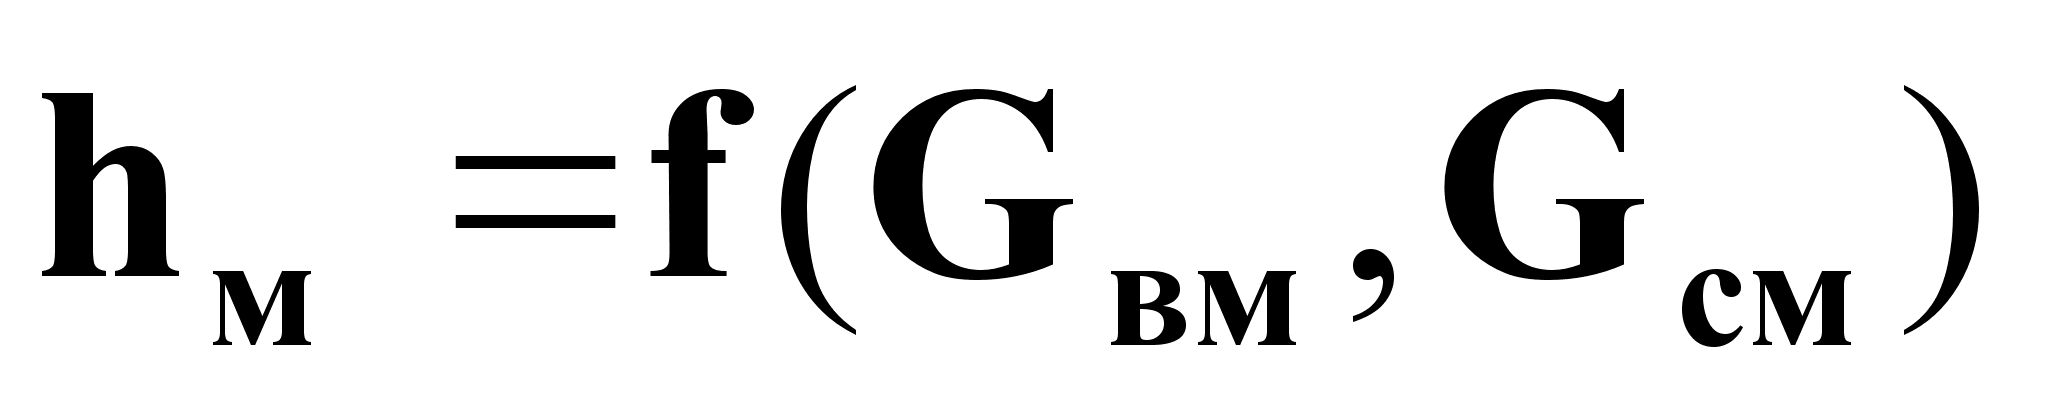 hм = f(Gвм, Gсм)